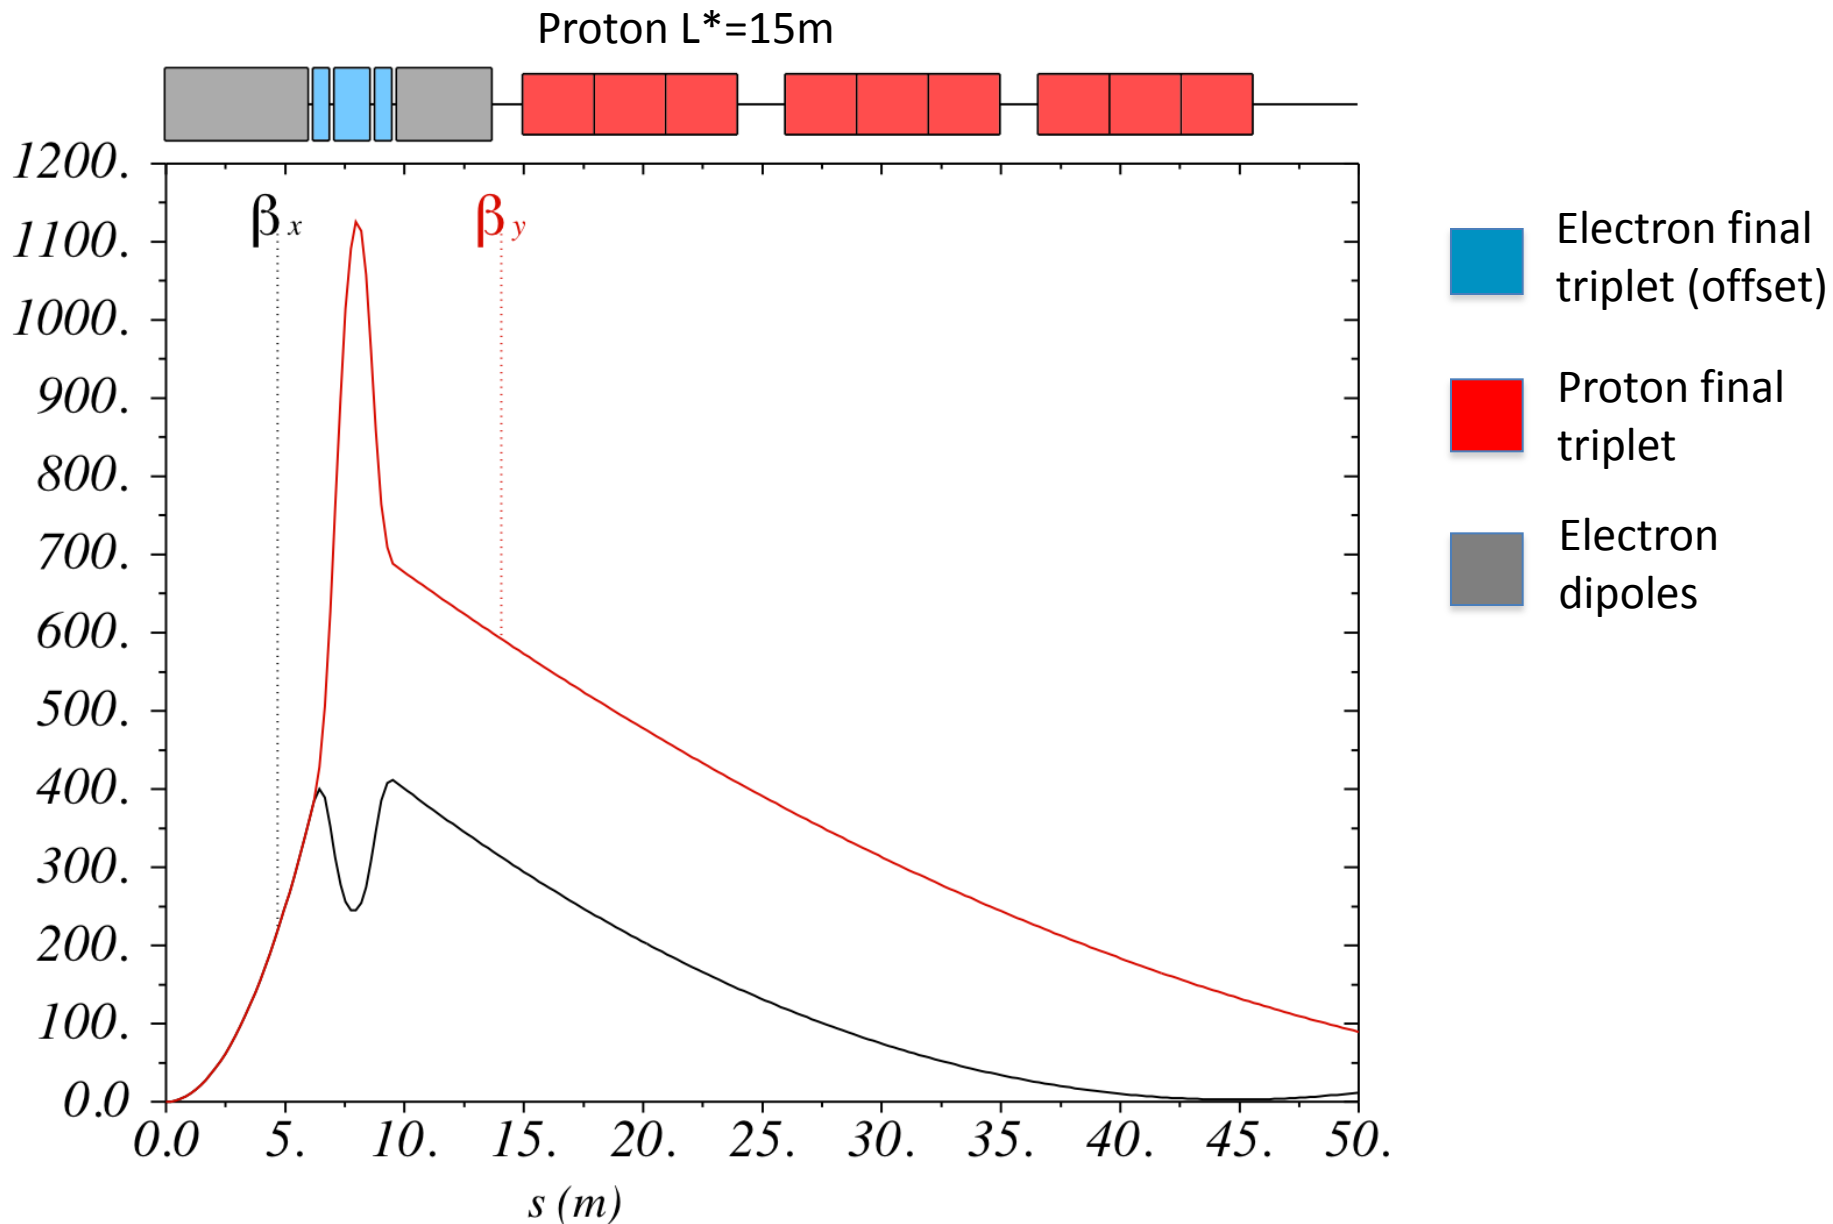 Proton L*=15m
1200.
1100.
1000.
900.
800.
700.
600.
500.
400.
300.
200.
100.
0.0
βx
βy
0.0 5. 10. 15. 20. 25. 30. 35. 40. 45. 50.
s (m)
Electron final
triplet (offset)
Proton final
triplet
Electron
dipoles